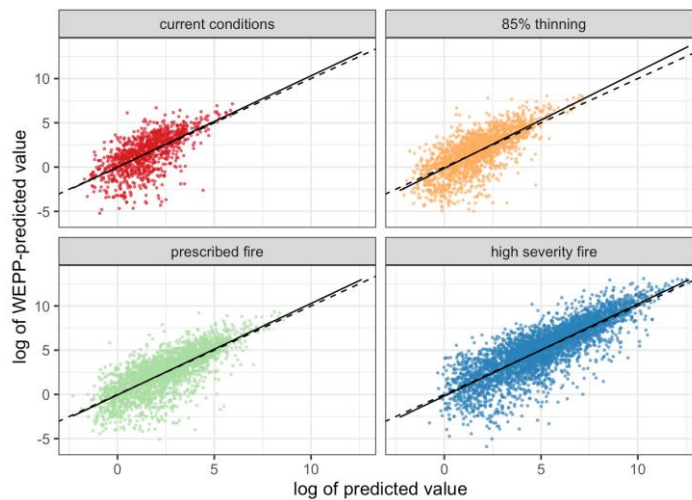 current conditions
85% thinning
10
5
0
-5
prescribed fire
high severity fire
10
5
0
-5
0
5
10
0
5
10
log of WEPP-predicted value
log of predicted value